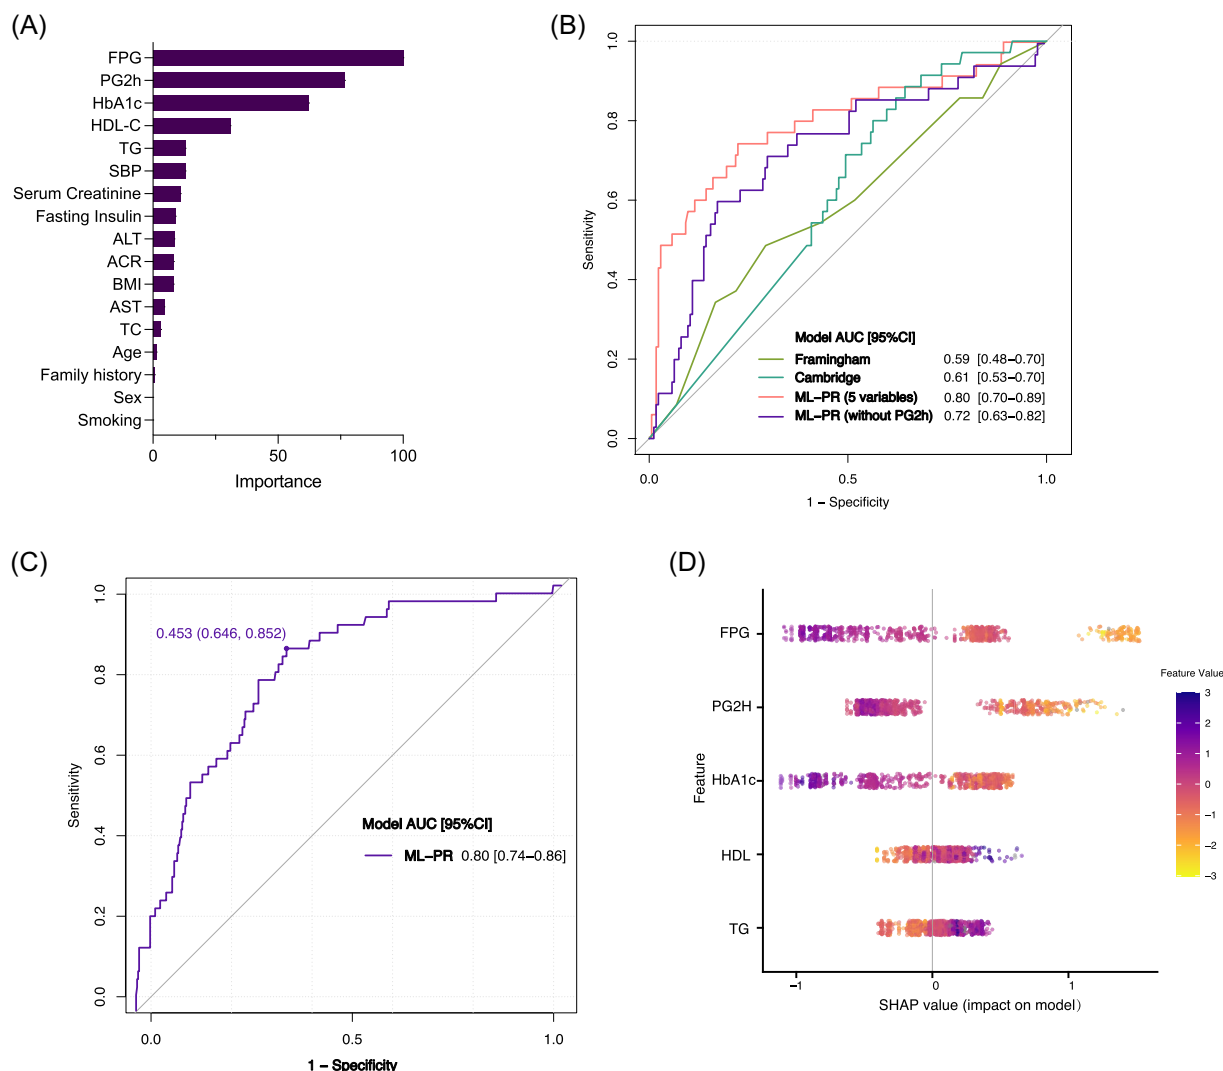 (A)
FPG
PG2h
HbA1c
HDL-C
TG
SBP
Serum Creatinine
Fasting Insulin
ALT
ACR
BMI
AST
TC
Age
Family history
Sex
Smoking
0 50 100
Importance
(B)
1.0
0.8
0.6
0.4
0.2
0.0
Sensitivity
Model AUC [95%CI]
Framingham 0.59 [0.48–0.70]
Cambridge 0.61 [0.53–0.70]
ML–PR (5 variables) 0.80 [0.70–0.89]
ML–PR (without PG2h) 0.72 [0.63–0.82]
0.0 0.5 1.0
1 – Specificity
(C)
1.0
0.8
0.6
0.4
0.2
0.0
Sensitivity
0.453 (0.646, 0.852)
Model AUC [95%CI]
ML–PR 0.80 [0.74–0.86]
0.0 0.5 1.0
1 – Specificity
(D)
FPG
PG2H
HbA1c
HDL
TG
Feature
−1 0 1
SHAP value (impact on model)
Feature Value
3
2
1
0
−1
−2
−3